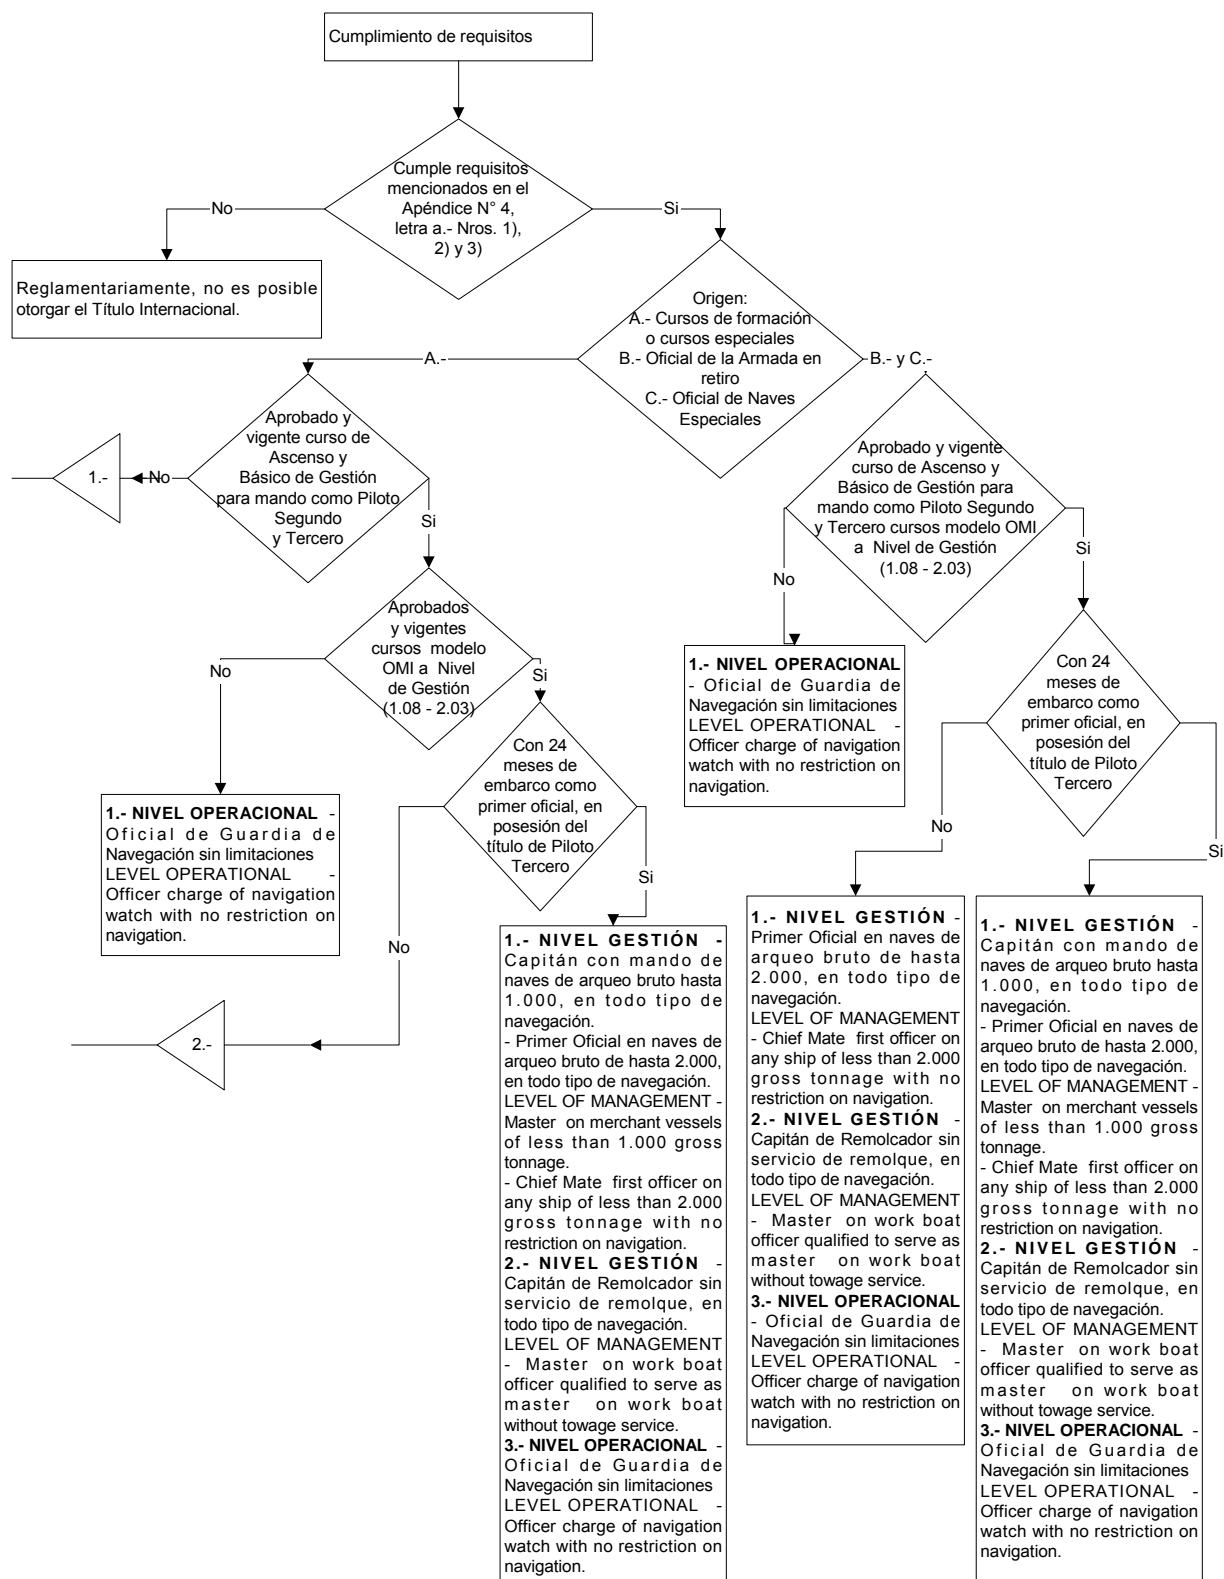 Cumplimiento de requisitos
Cumple requisitos
mencionados en el
Apéndice N° 4,
letra a.- Nros. 1),
2) y 3)
No
Si
Reglamentariamente, no es posible
otorgar el Título Internacional.
Origen:
A.- Cursos de formación
o cursos especiales
B.- Oficial de la Armada en
retiro
C.- Oficial de Naves
Especiales
A.-
B.- y C.-
Aprobado y
vigente curso de
Ascenso y
Básico de Gestión
para mando como Piloto
Segundo
y Tercero
No
1.-
Si
Aprobados
y vigentes
cursos modelo
OMI a Nivel
de Gestión
(1.08 - 2.03)
No
Si
1.- NIVEL OPERACIONAL -
Oficial de Guardia de
Navegación sin limitaciones
LEVEL OPERATIONAL -
Officer charge of navigation
watch with no restriction on
navigation.
Con 24
meses de
embarco como
primer oficial, en
posesión del
título de Piloto
Tercero
No
2.-
Si
1.- NIVEL GESTIÓN -
Capitán con mando de
naves de arqueo bruto hasta
1.000, en todo tipo de
navegación.
- Primer Oficial en naves de
arqueo bruto de hasta 2.000,
en todo tipo de navegación.
LEVEL OF MANAGEMENT -
Master on merchant vessels
of less than 1.000 gross
tonnage.
- Chief Mate first officer on
any ship of less than 2.000
gross tonnage with no
restriction on navigation.
2.- NIVEL GESTIÓN -
Capitán de Remolcador sin
servicio de remolque, en
todo tipo de navegación.
LEVEL OF MANAGEMENT
- Master on work boat
officer qualified to serve as
master on work boat
without towage service.
3.- NIVEL OPERACIONAL -
Oficial de Guardia de
Navegación sin limitaciones
LEVEL OPERATIONAL -
Officer charge of navigation
watch with no restriction on
navigation.
Aprobado y vigente
curso de Ascenso y
Básico de Gestión para
mando como Piloto Segundo
y Tercero cursos modelo OMI
a Nivel de Gestión
(1.08 - 2.03)
No
Si
1.- NIVEL OPERACIONAL
- Oficial de Guardia de
Navegación sin limitaciones
LEVEL OPERATIONAL -
Officer charge of navigation
watch with no restriction on
navigation.
Con 24
meses de
embarco como
primer oficial, en
posesión del
título de Piloto
Tercero
No
Si
1.- NIVEL GESTIÓN -
Primer Oficial en naves de
arqueo bruto de hasta
2.000, en todo tipo de
navegación.
LEVEL OF MANAGEMENT
- Chief Mate first officer on
any ship of less than 2.000
gross tonnage with no
restriction on navigation.
2.- NIVEL GESTIÓN -
Capitán de Remolcador sin
servicio de remolque, en
todo tipo de navegación.
LEVEL OF MANAGEMENT
- Master on work boat
officer qualified to serve as
master on work boat
without towage service.
3.- NIVEL OPERACIONAL
- Oficial de Guardia de
Navegación sin limitaciones
LEVEL OPERATIONAL -
Officer charge of navigation
watch with no restriction on
navigation.
1.- NIVEL GESTIÓN -
Capitán con mando de
naves de arqueo bruto hasta
1.000, en todo tipo de
navegación.
- Primer Oficial en naves de
arqueo bruto de hasta 2.000,
en todo tipo de navegación.
LEVEL OF MANAGEMENT -
Master on merchant vessels
of less than 1.000 gross
tonnage.
- Chief Mate first officer on
any ship of less than 2.000
gross tonnage with no
restriction on navigation.
2.- NIVEL GESTIÓN -
Capitán de Remolcador sin
servicio de remolque, en
todo tipo de navegación.
LEVEL OF MANAGEMENT
- Master on work boat
officer qualified to serve as
master on work boat
without towage service.
3.- NIVEL OPERACIONAL -
Oficial de Guardia de
Navegación sin limitaciones
LEVEL OPERATIONAL -
Officer charge of navigation
watch with no restriction on
navigation.